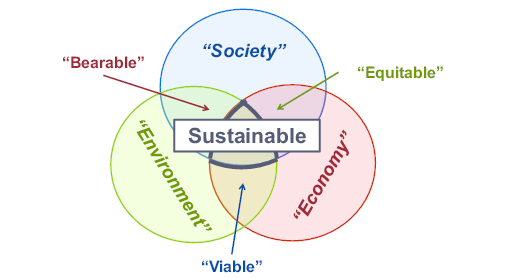 “Society”
“Bearable”
“Equitable”
Sustainable
“Environment”
“Economy”
“Viable”